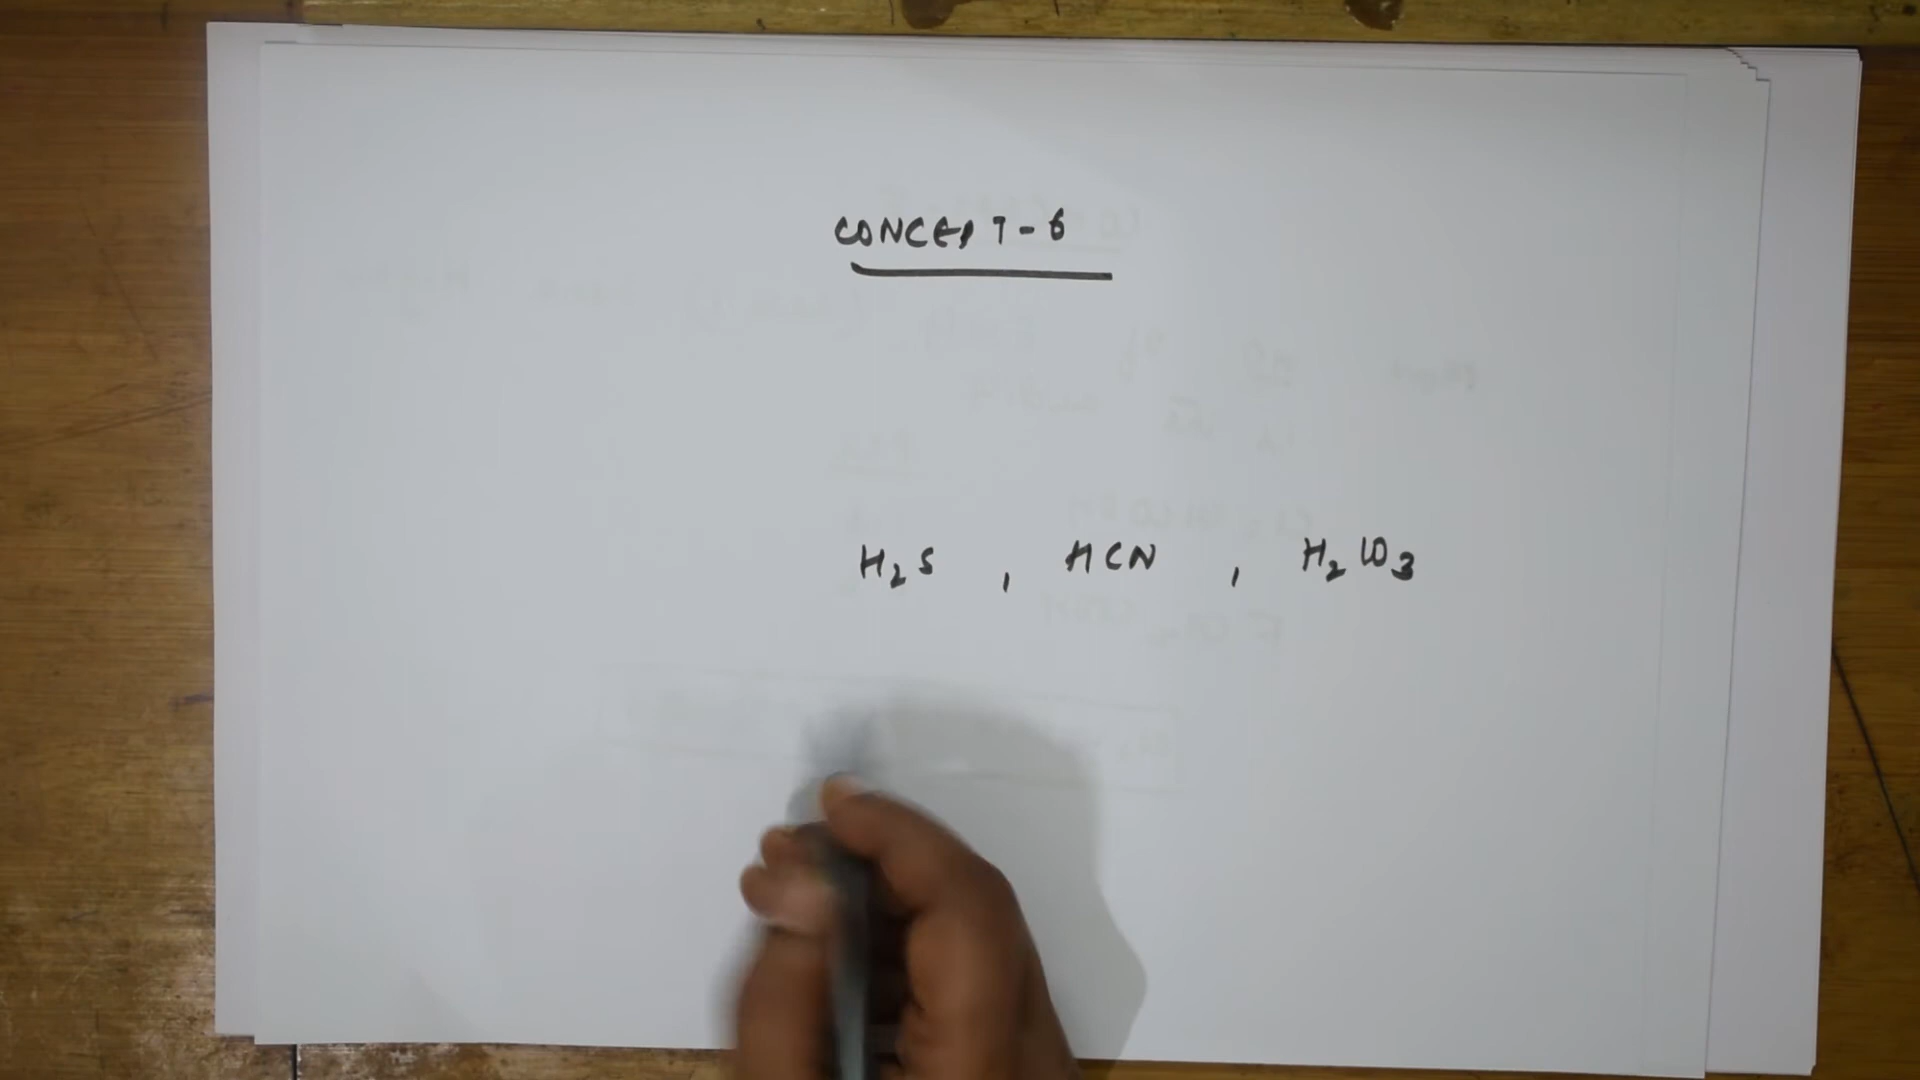 CONCEPT-6
H₂S , HCN , H₂CO₃